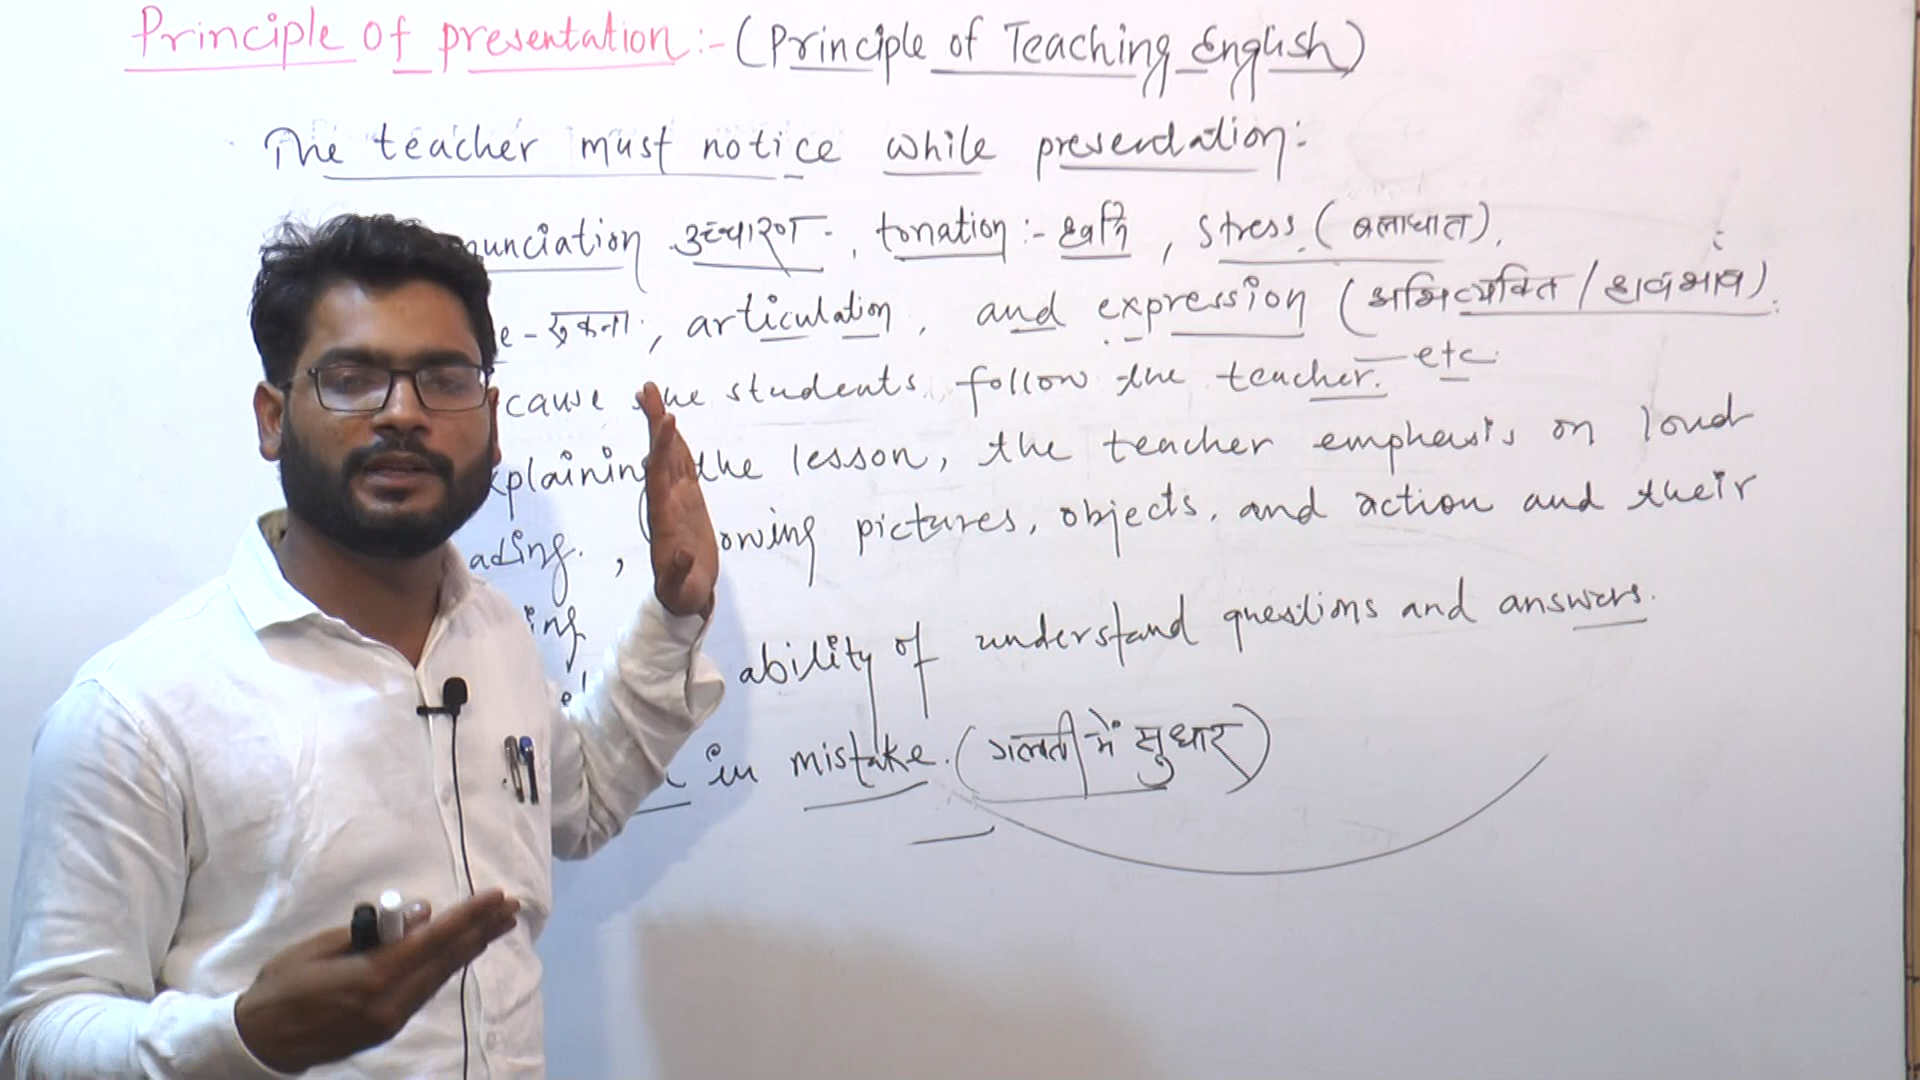 Principle of presentation :- (Principle of Teaching English)
The teacher must notice while presendation :-
nunciation उच्चारण , tonation :- ध्वनि , stress (बलाघात).
e - रुकना , articulation , and expression (अभिव्यक्ति / हावभाव).
cause the students follow the teacher. etc
xplaining the lesson, the teacher emphasis on loud
ading. , owing pictures, objects, and action and their
ing
ability of understand questions and answers.
in mistake. (गलती में सुधार)